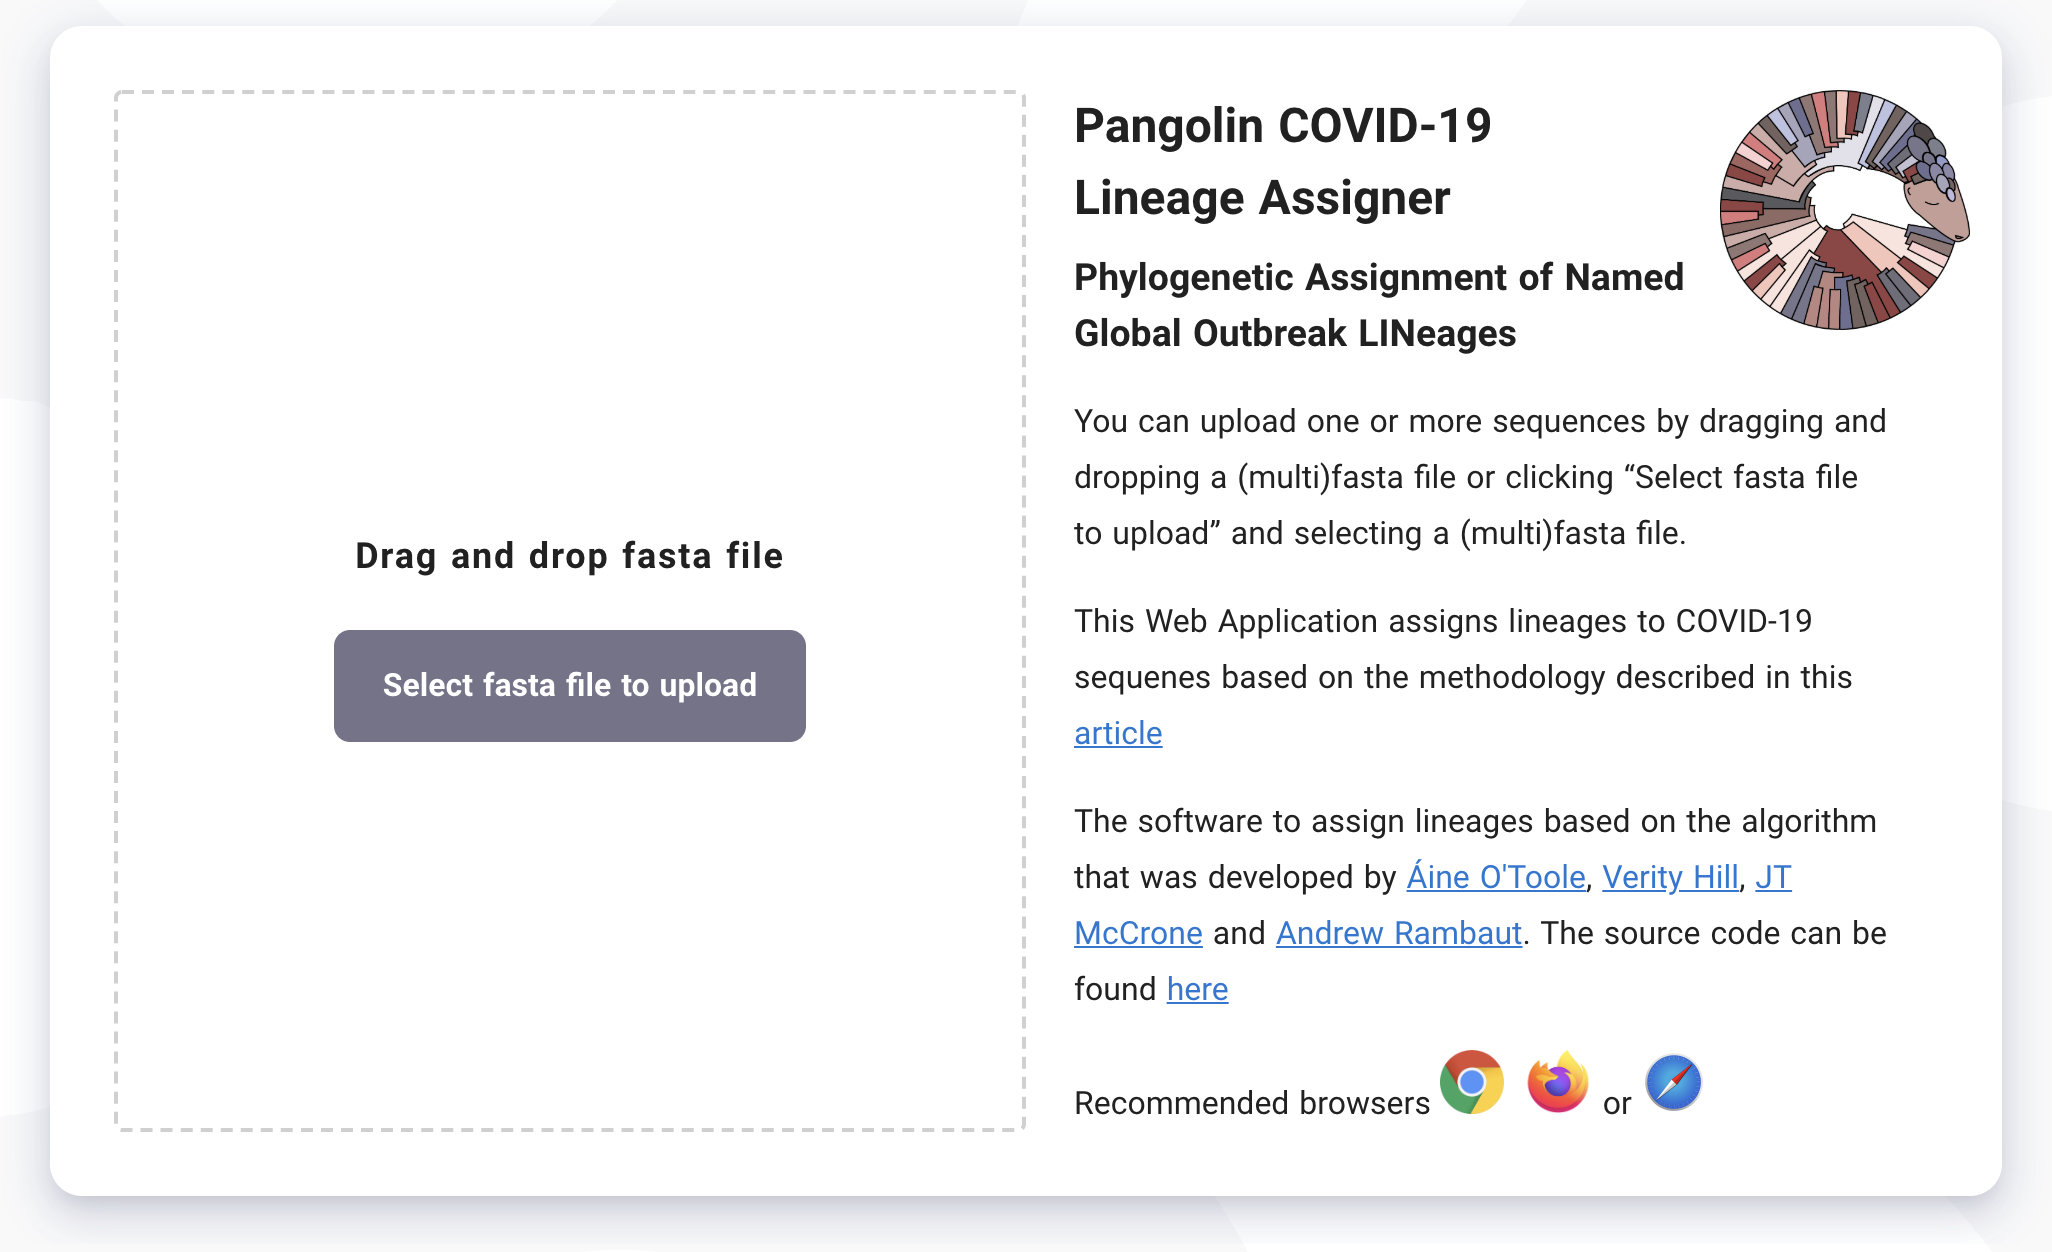 Drag and drop fasta file
Select fasta file to upload
Pangolin COVID-19
Lineage Assigner
Phylogenetic Assignment of Named
Global Outbreak LINeages
You can upload one or more sequences by dragging and
dropping a (multi)fasta file or clicking “Select fasta file
to upload” and selecting a (multi)fasta file.
This Web Application assigns lineages to COVID-19
sequenes based on the methodology described in this
article
The software to assign lineages based on the algorithm
that was developed by Áine O'Toole, Verity Hill, JT
McCrone and Andrew Rambaut. The source code can be
found here
Recommended browsers or